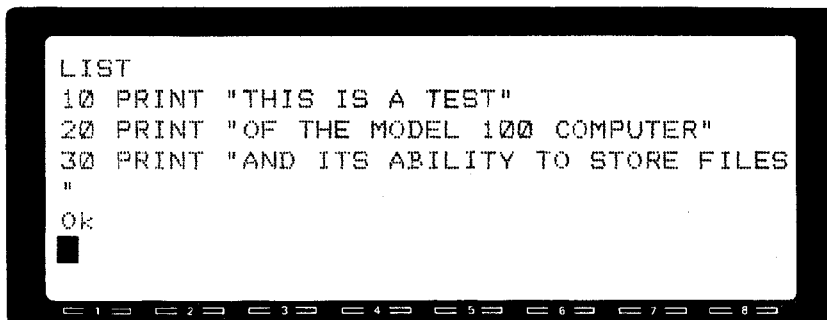 LIST
10 PRINT "THIS IS A TEST"
20 PRINT "OF THE MODEL 100 COMPUTER"
30 PRINT "AND ITS ABILITY TO STORE FILES
"
Ok
1 2 3 4 5 6 7 8